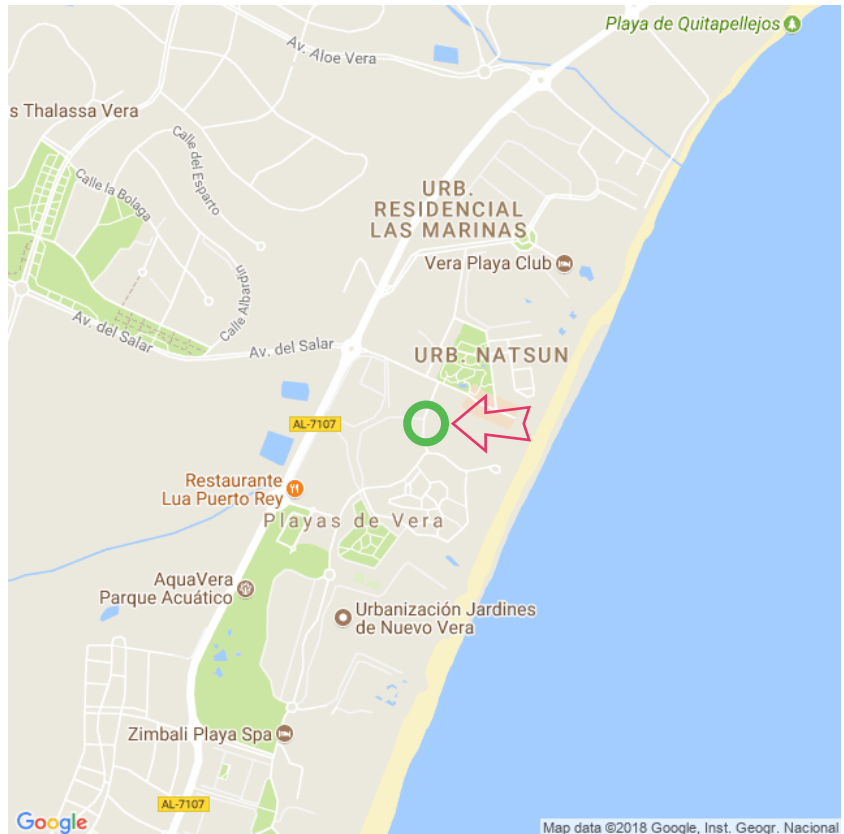 Playa de Quitapellejos
Av. Aloe Vera
s Thalassa Vera
Calle del Esparto
Calle la Bolaga
URB.
RESIDENCIAL
LAS MARINAS
Vera Playa Club
Calle Albardin
Av. del Salar
Av. del Salar
URB. NATSUN
AL-7107
Restaurante
Lua Puerto Rey
Playas de Vera
AquaVera
Parque Acuático
Urbanización Jardines
de Nuevo Vera
Zimbali Playa Spa
AL-7107
Google
Map data ©2018 Google, Inst. Geogr. Nacional